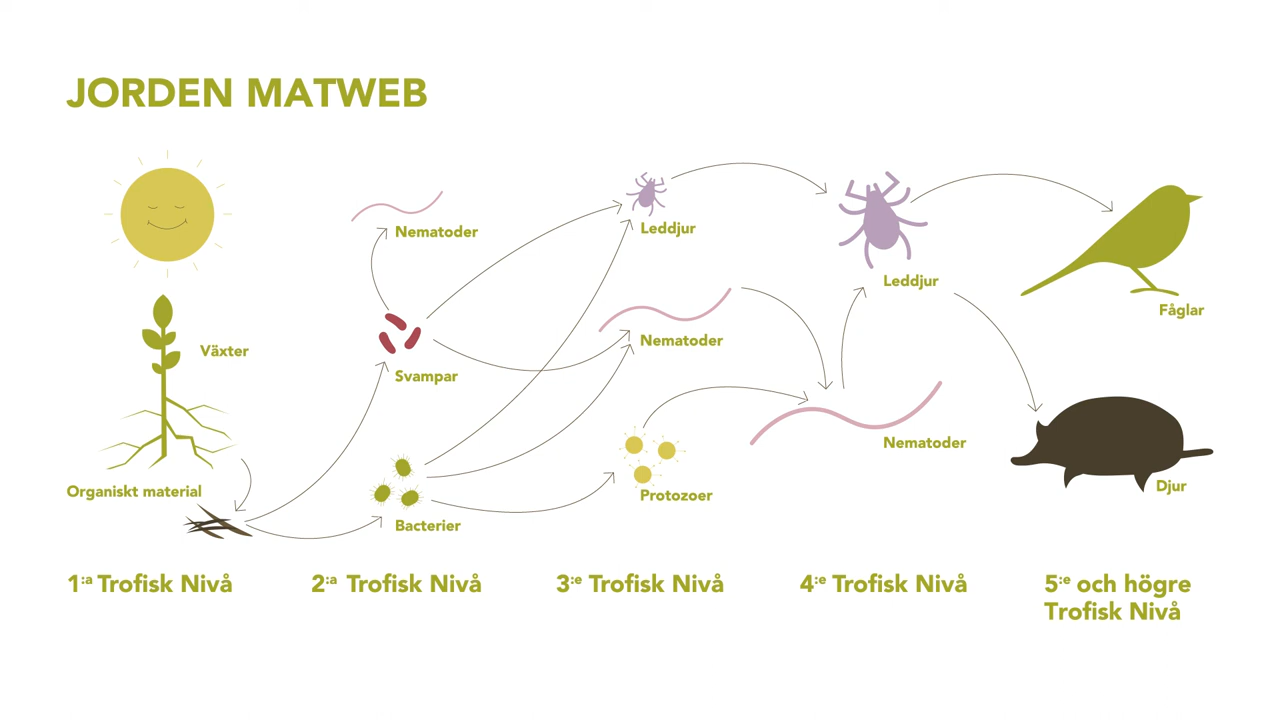 JORDEN MATWEB
Nematoder
Leddjur
Leddjur
Fåglar
Växter
Nematoder
Svampar
Nematoder
Organiskt material
Protozoer
Djur
Bacterier
1:a Trofisk Nivå
2:a Trofisk Nivå
3:e Trofisk Nivå
4:e Trofisk Nivå
5:e och högre
Trofisk Nivå